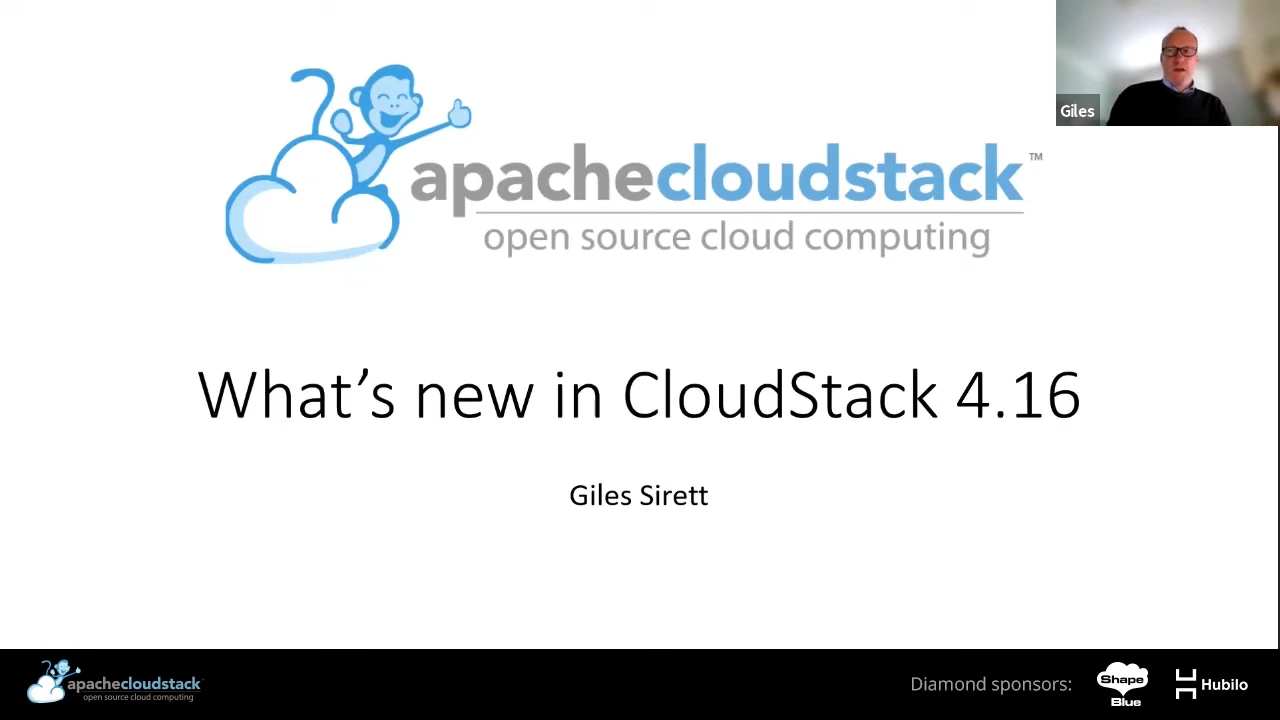 Giles
apachecloudstack™
open source cloud computing
What's new in CloudStack 4.16
Giles Sirett
apachecloudstack
open source cloud computing
Diamond sponsors:
Shape
Blue
Hubilo